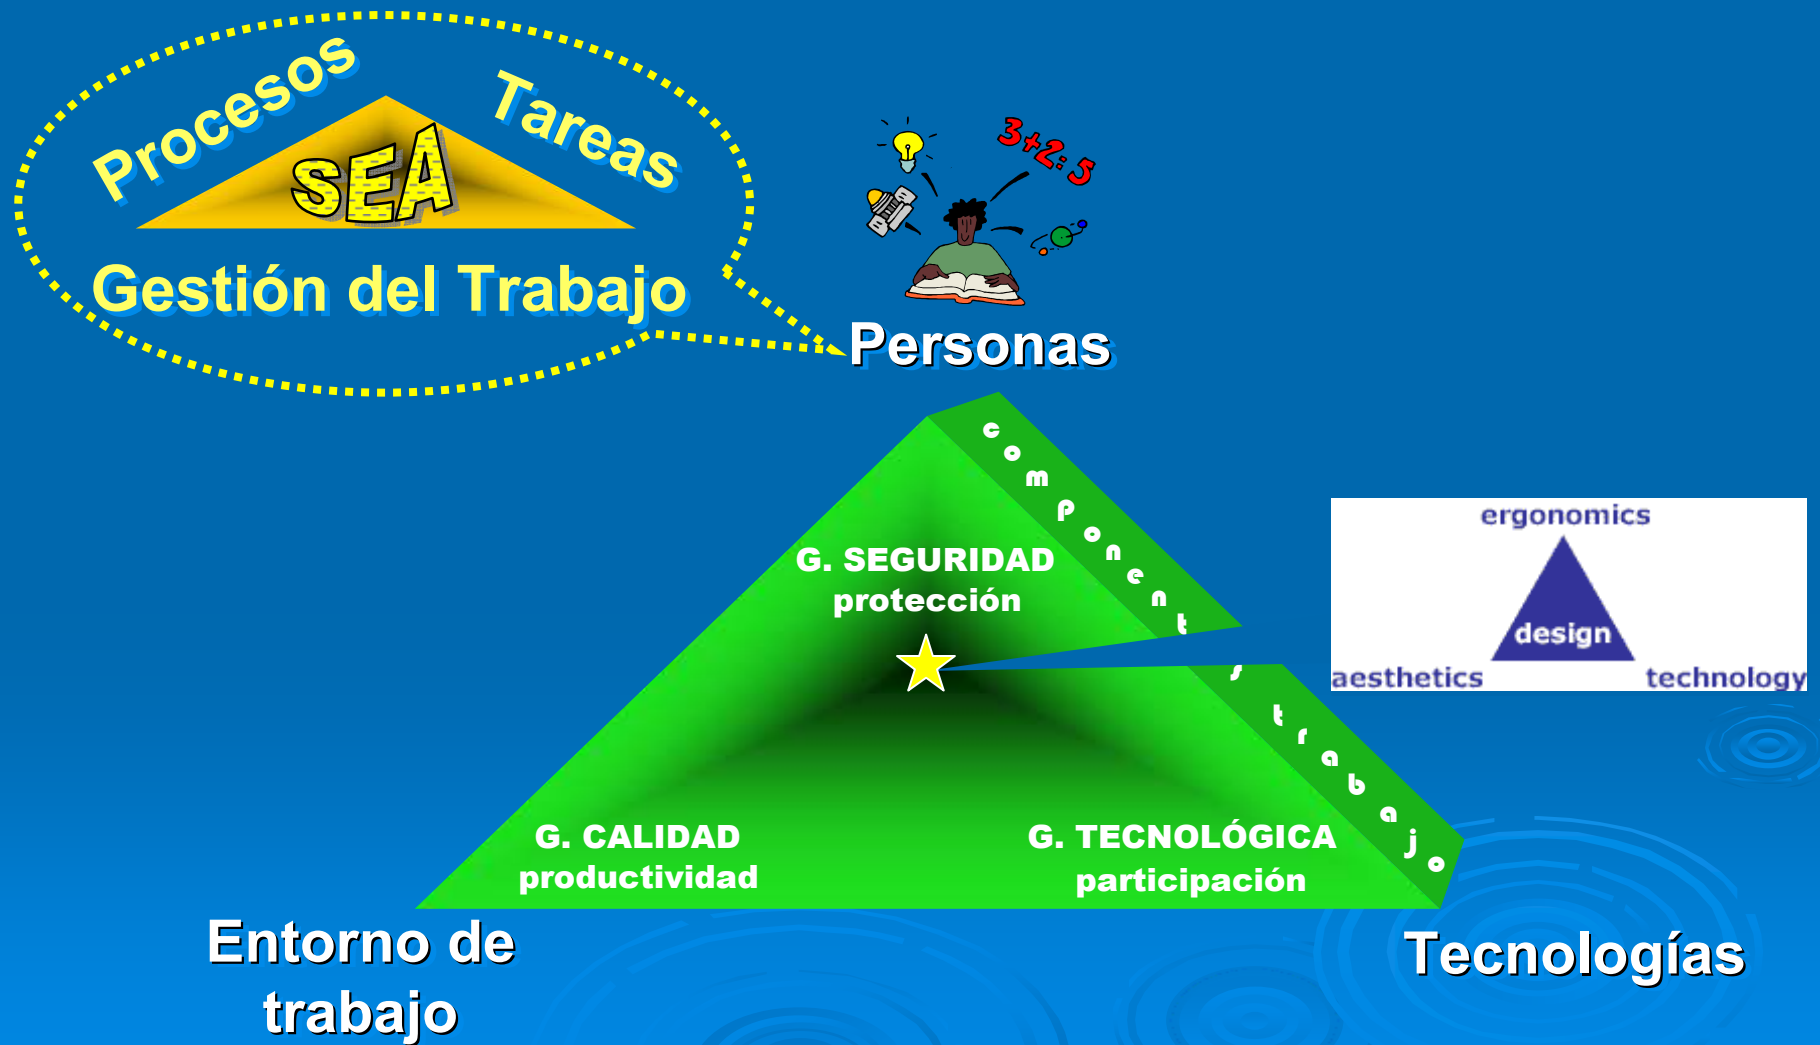 Procesos
Tareas
SEA
Gestión del Trabajo
3+2:5
Personas
component s trabajo
G. SEGURIDAD
protección
ergonomics
design
aesthetics technology
G. CALIDAD
productividad
G. TECNOLÓGICA
participación
Entorno de
trabajo
Tecnologías